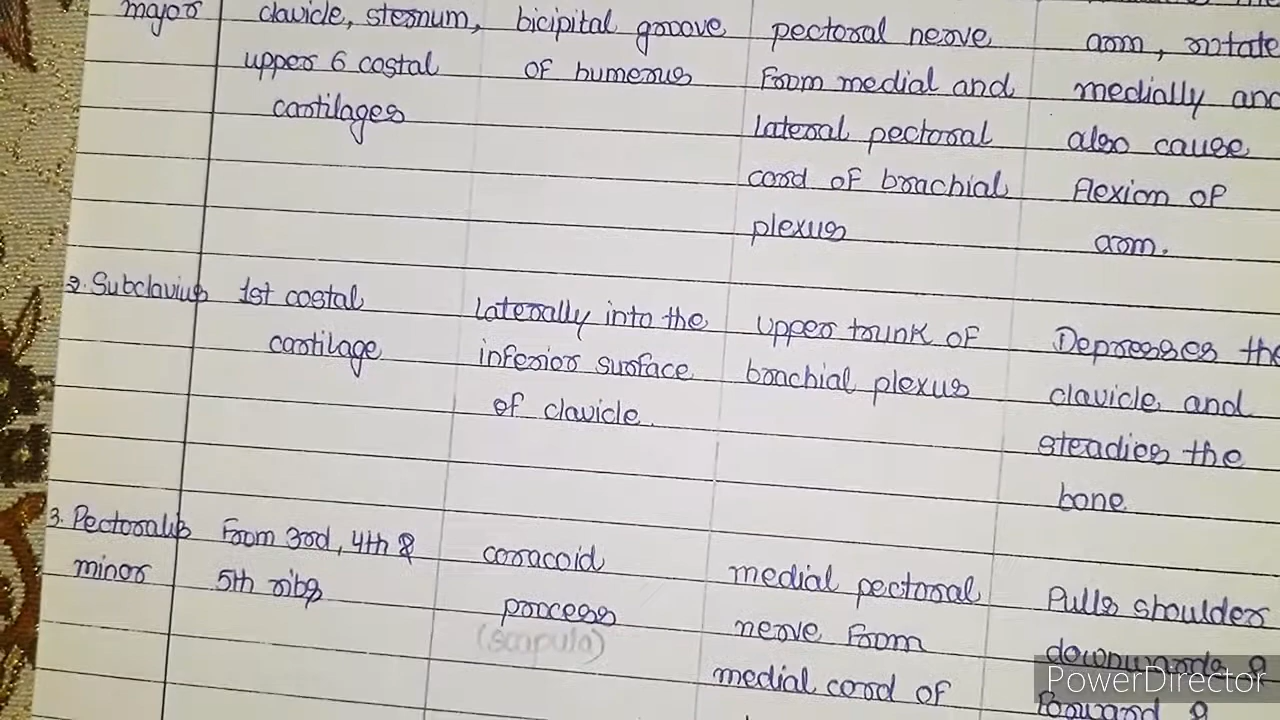 major
clavicle, sternum,
upper 6 costal
cartilages
bicipital groove
of humerus
pectoral nerve
From medial and
lateral pectoral
cord of brachial
plexus
arm, rotate
medially and
also cause
flexion of
arm.
2. Subclavius
1st costal
cartilage
Laterally into the
inferior surface
of clavicle.
Upper trunk of
brachial plexus
Depresses the
clavicle and
steadies the
bone
3. Pectoralis
minor
From 3rd, 4th &
5th ribs
coracoid
process
(scapula)
medial pectoral
nerve From
medial cord of
Pulls shoulder
downwards &
Forward &
PowerDirector